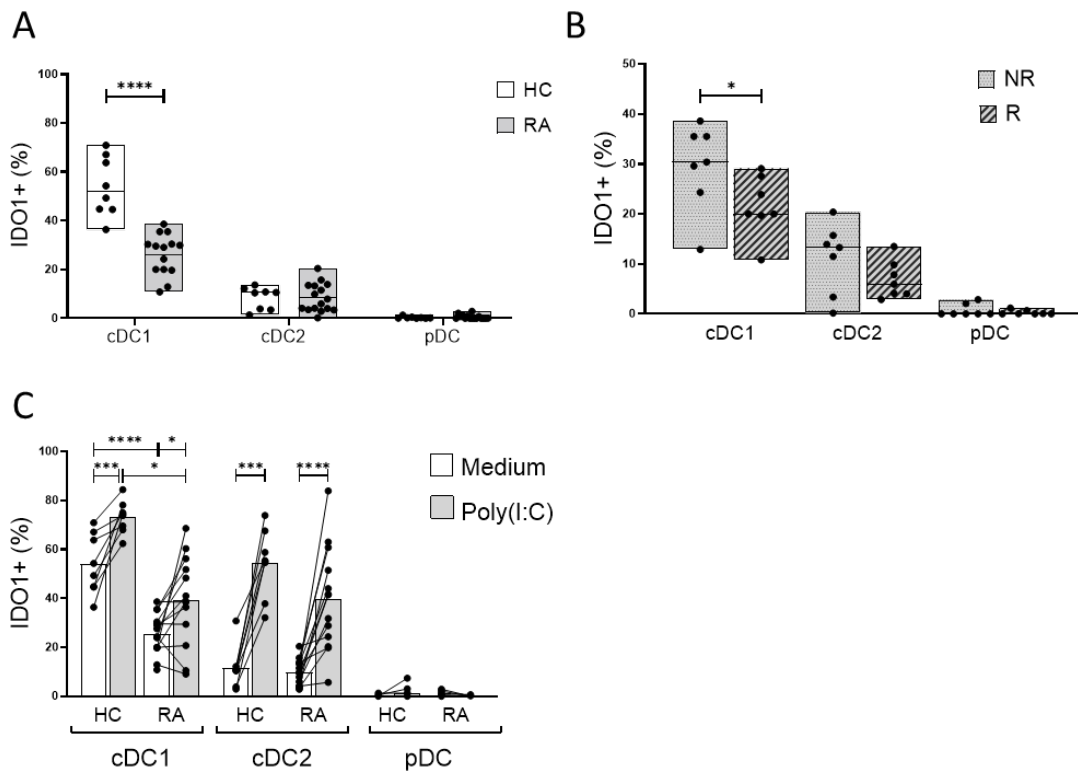 A
IDO1+ (%)
100
80
60
40
20
0
****
HC
RA
cDC1
cDC2
pDC
B
IDO1+ (%)
50
40
30
20
10
0
*
NR
R
cDC1
cDC2
pDC
C
IDO1+ (%)
100
80
60
40
20
0
**** *
*** *
*** ****
Medium
Poly(I:C)
HC RA HC RA HC RA
cDC1 cDC2 pDC